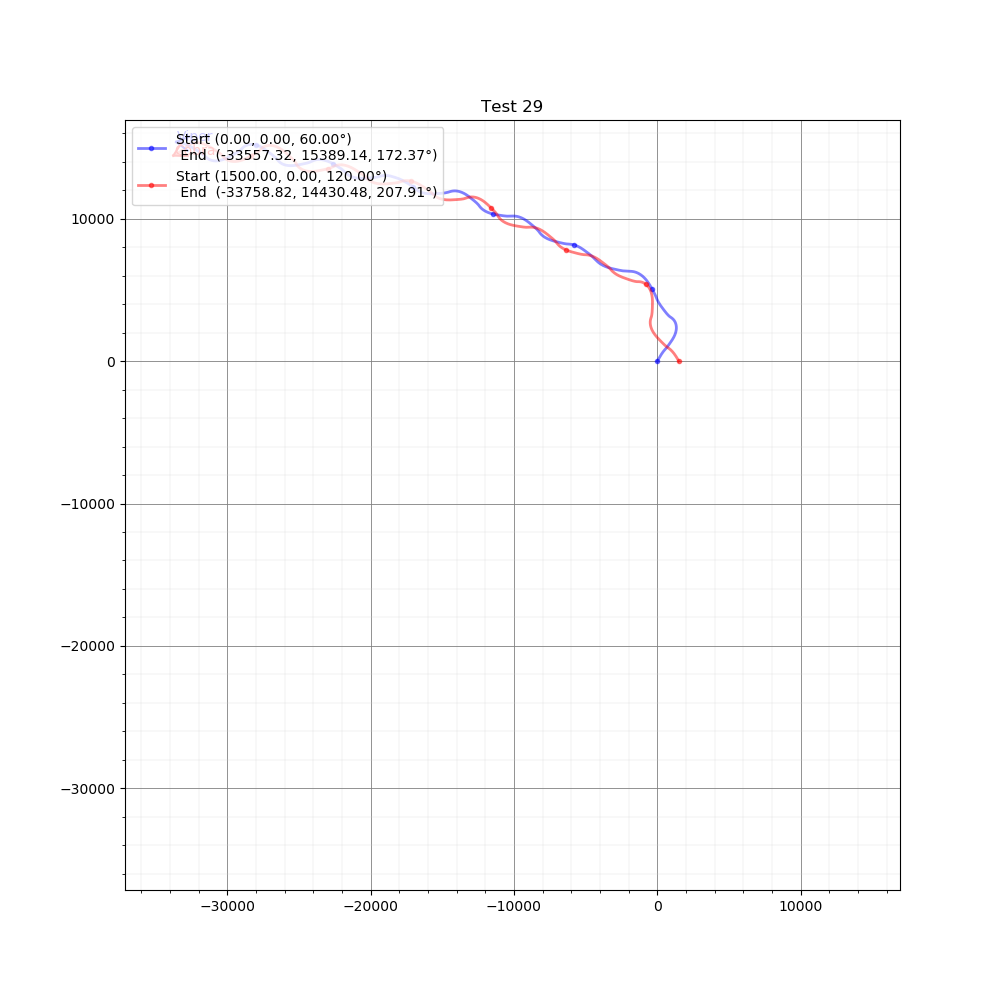 Test 29
Start (0.00, 0.00, 60.00°)
End (-33557.32, 15389.14, 172.37°)
Start (1500.00, 0.00, 120.00°)
End (-33758.82, 14430.48, 207.91°)
10000
0
−10000
−20000
−30000
−30000 −20000 −10000 0 10000